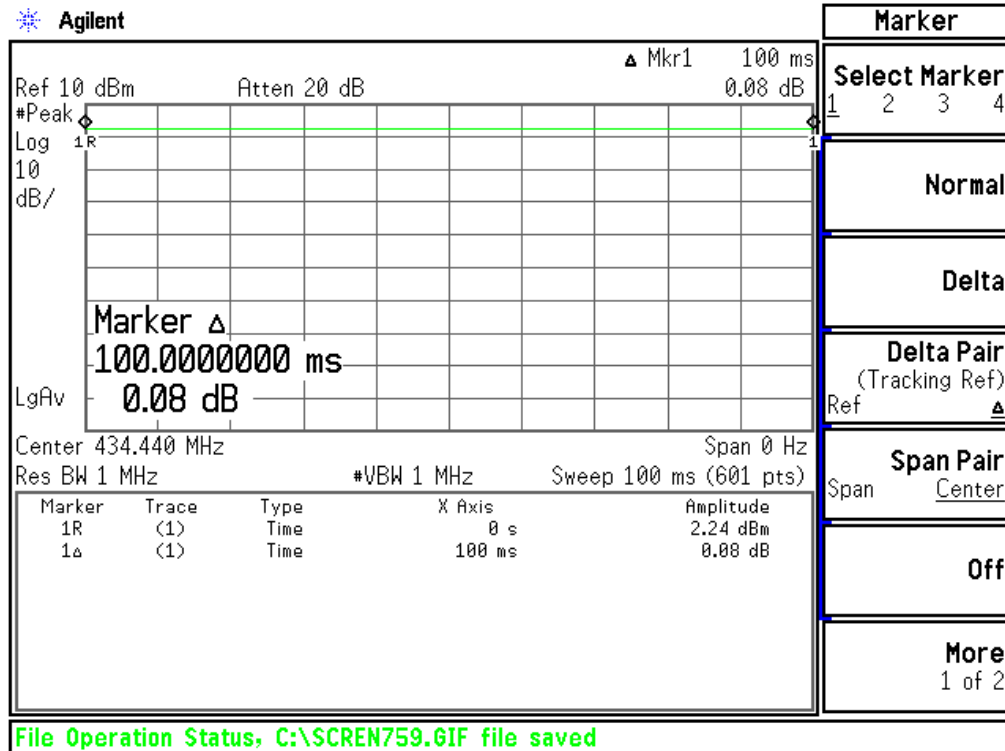 Agilent
Marker
Δ Mkr1 100 ms
Ref 10 dBm Atten 20 dB 0.08 dB
#Peak
Log
10
dB/
1R
1
Marker Δ
100.0000000 ms
0.08 dB
LgAv
Center 434.440 MHz Span 0 Hz
Res BW 1 MHz #VBW 1 MHz Sweep 100 ms (601 pts)
Marker Trace Type X Axis Amplitude
1R (1) Time 0 s 2.24 dBm
1Δ (1) Time 100 ms 0.08 dB
Select Marker
1 2 3 4
Normal
Delta
Delta Pair
(Tracking Ref)
Ref Δ
Span Pair
Span Center
Off
More
1 of 2
File Operation Status, C:\SCREN759.GIF file saved